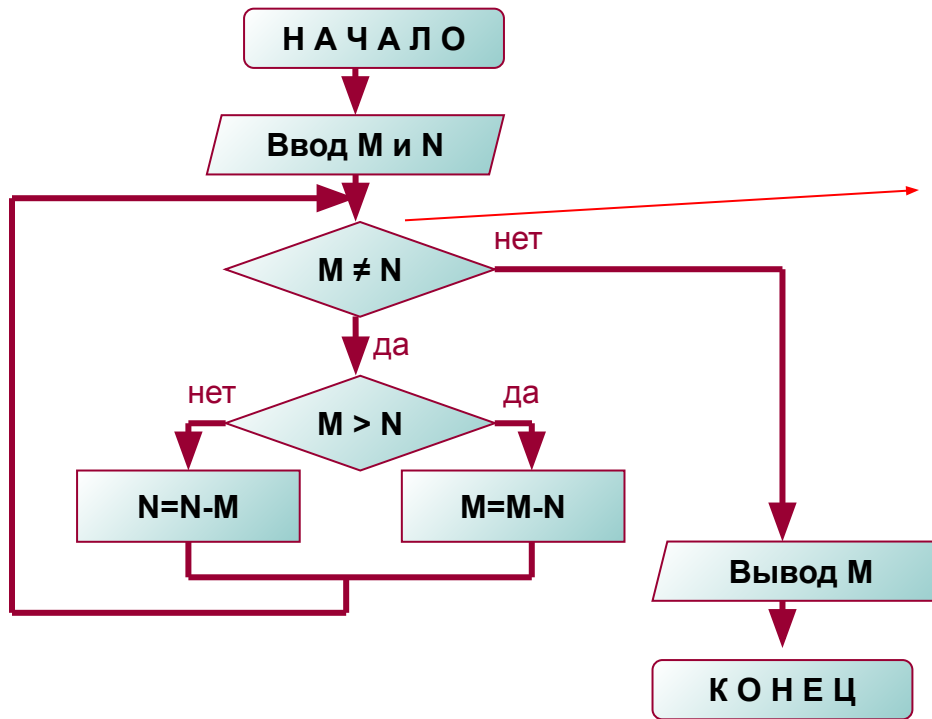 Н А Ч А Л О
Ввод M и N
M ≠ N
нет
да
M > N
нет
да
N=N-M
M=M-N
Вывод M
К О Н Е Ц